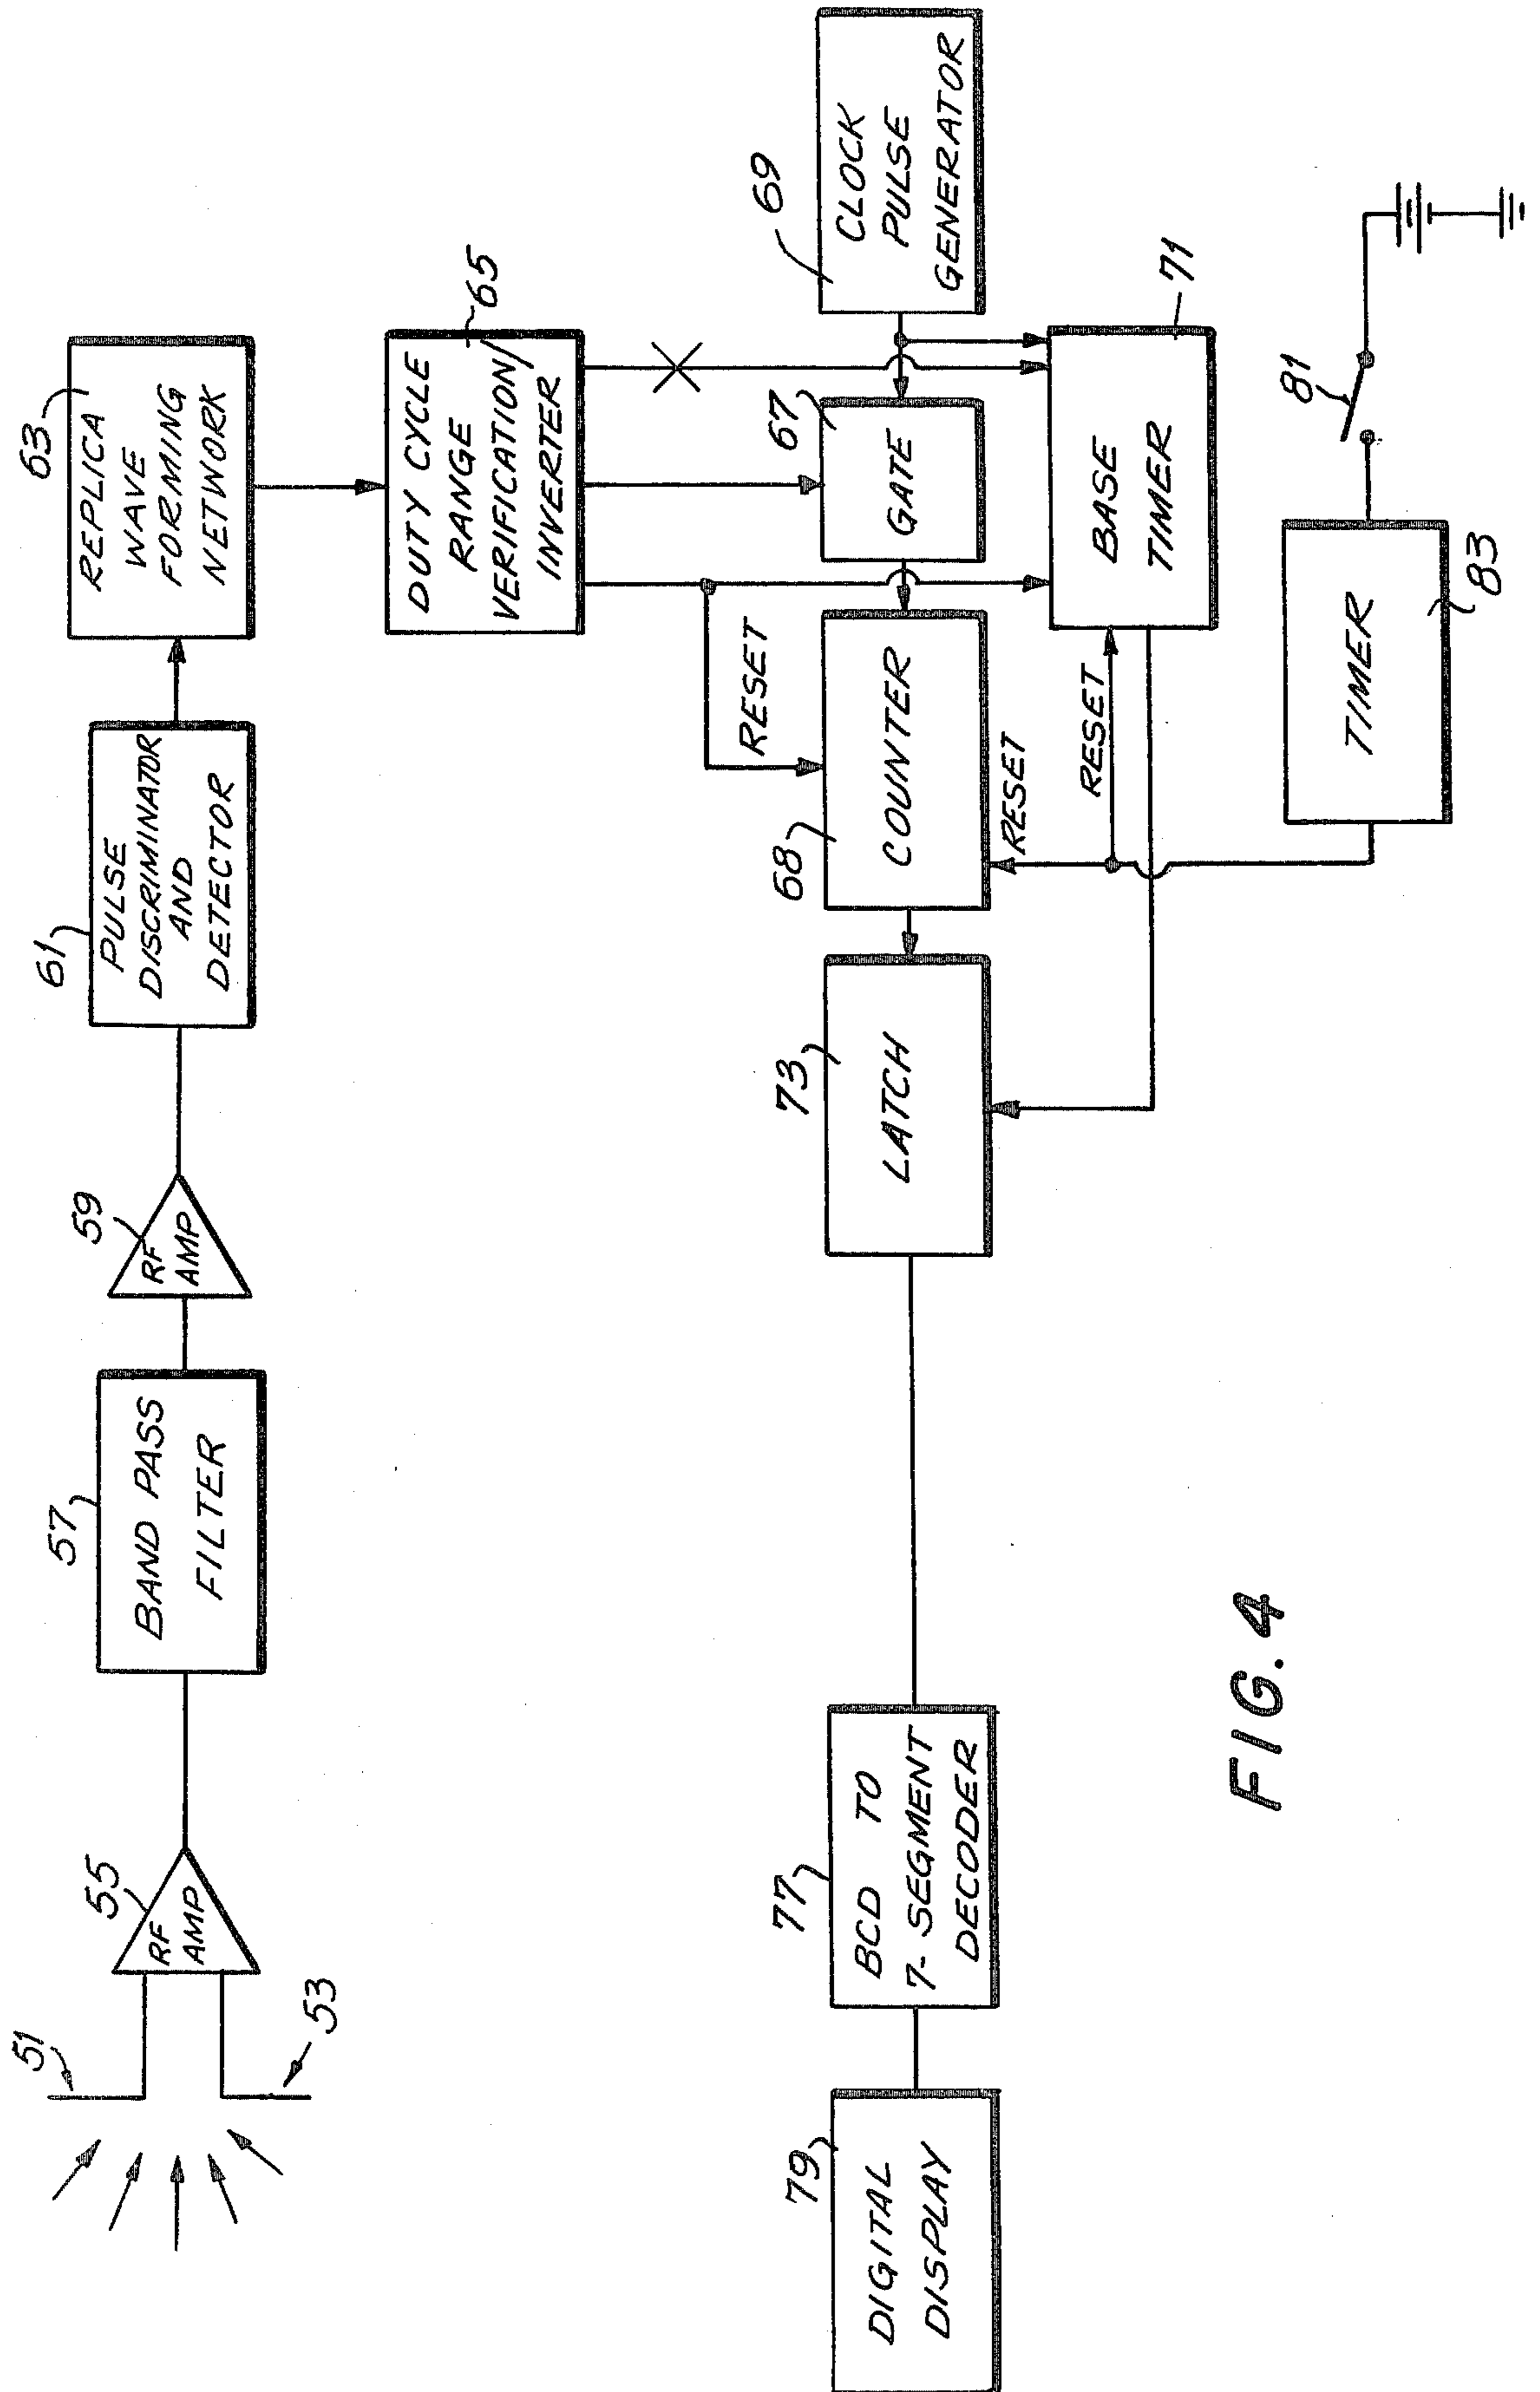 51
53
55
RF
AMP
57
BAND PASS
FILTER
59
RF
AMP
61
PULSE
DISCRIMINATOR
AND
DETECTOR
63
REPLICA
WAVE
FORMING
NETWORK
DUTY CYCLE
RANGE
VERIFICATION/
INVERTER
65
79
DIGITAL
DISPLAY
77
BCD TO
7-SEGMENT
DECODER
73
LATCH
68
COUNTER
RESET
RESET
RESET
67
GATE
69
CLOCK
PULSE
GENERATOR
BASE
TIMER
71
81
TIMER
83
FIG. 4